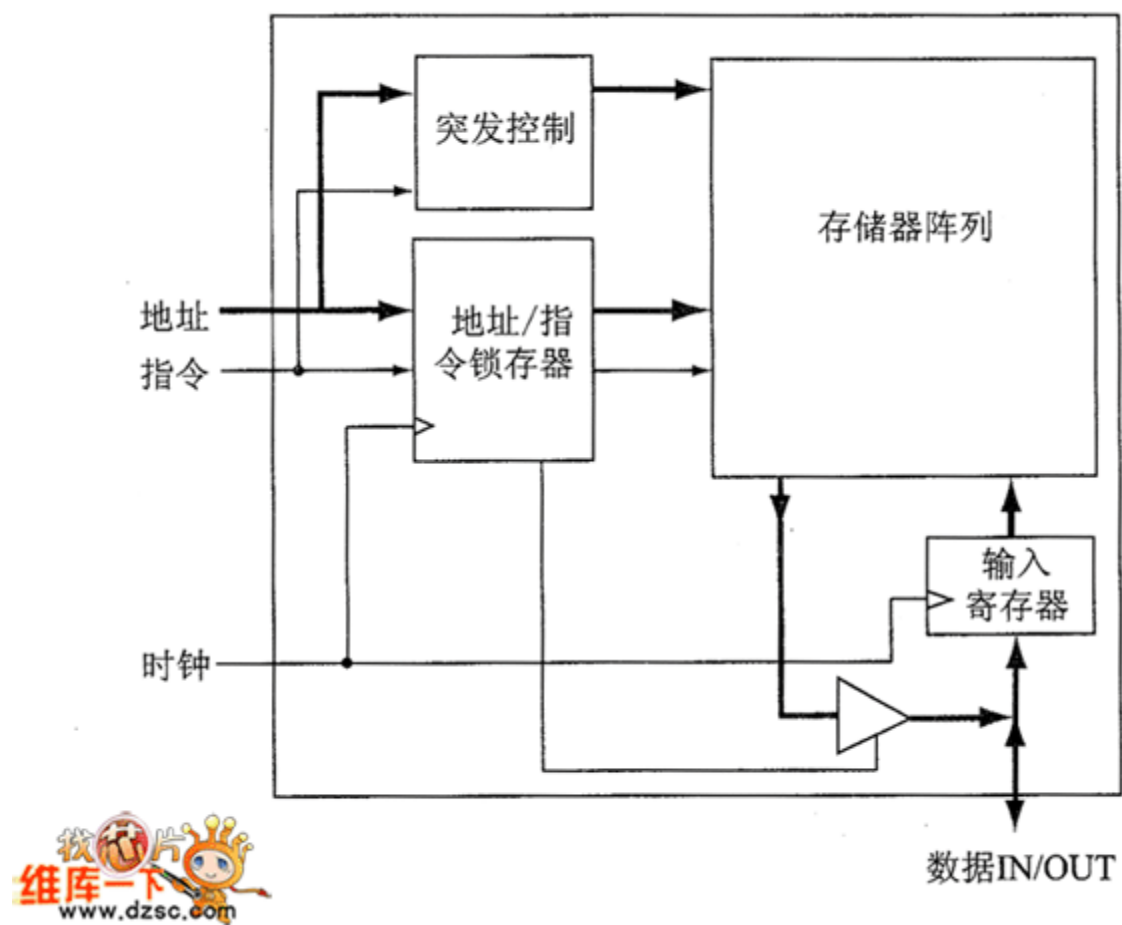 突发控制
存储器阵列
地址
地址/指
令锁存器
指令
输入
寄存器
时钟
数据IN/OUT
找芯片
维库一下
www.dzsc.com